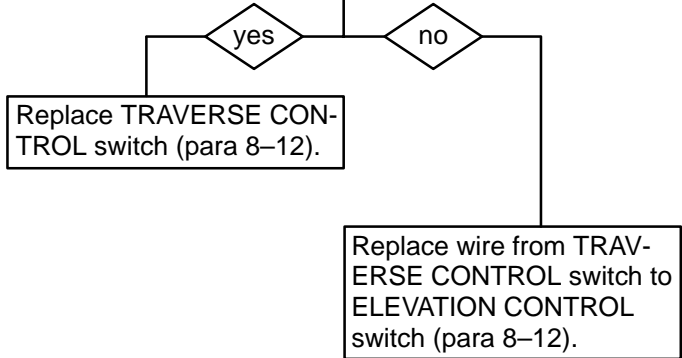 yes
no
Replace TRAVERSE CON-
TROL switch (para 8–12).
Replace wire from TRAV-
ERSE CONTROL switch to
ELEVATION CONTROL
switch (para 8–12).